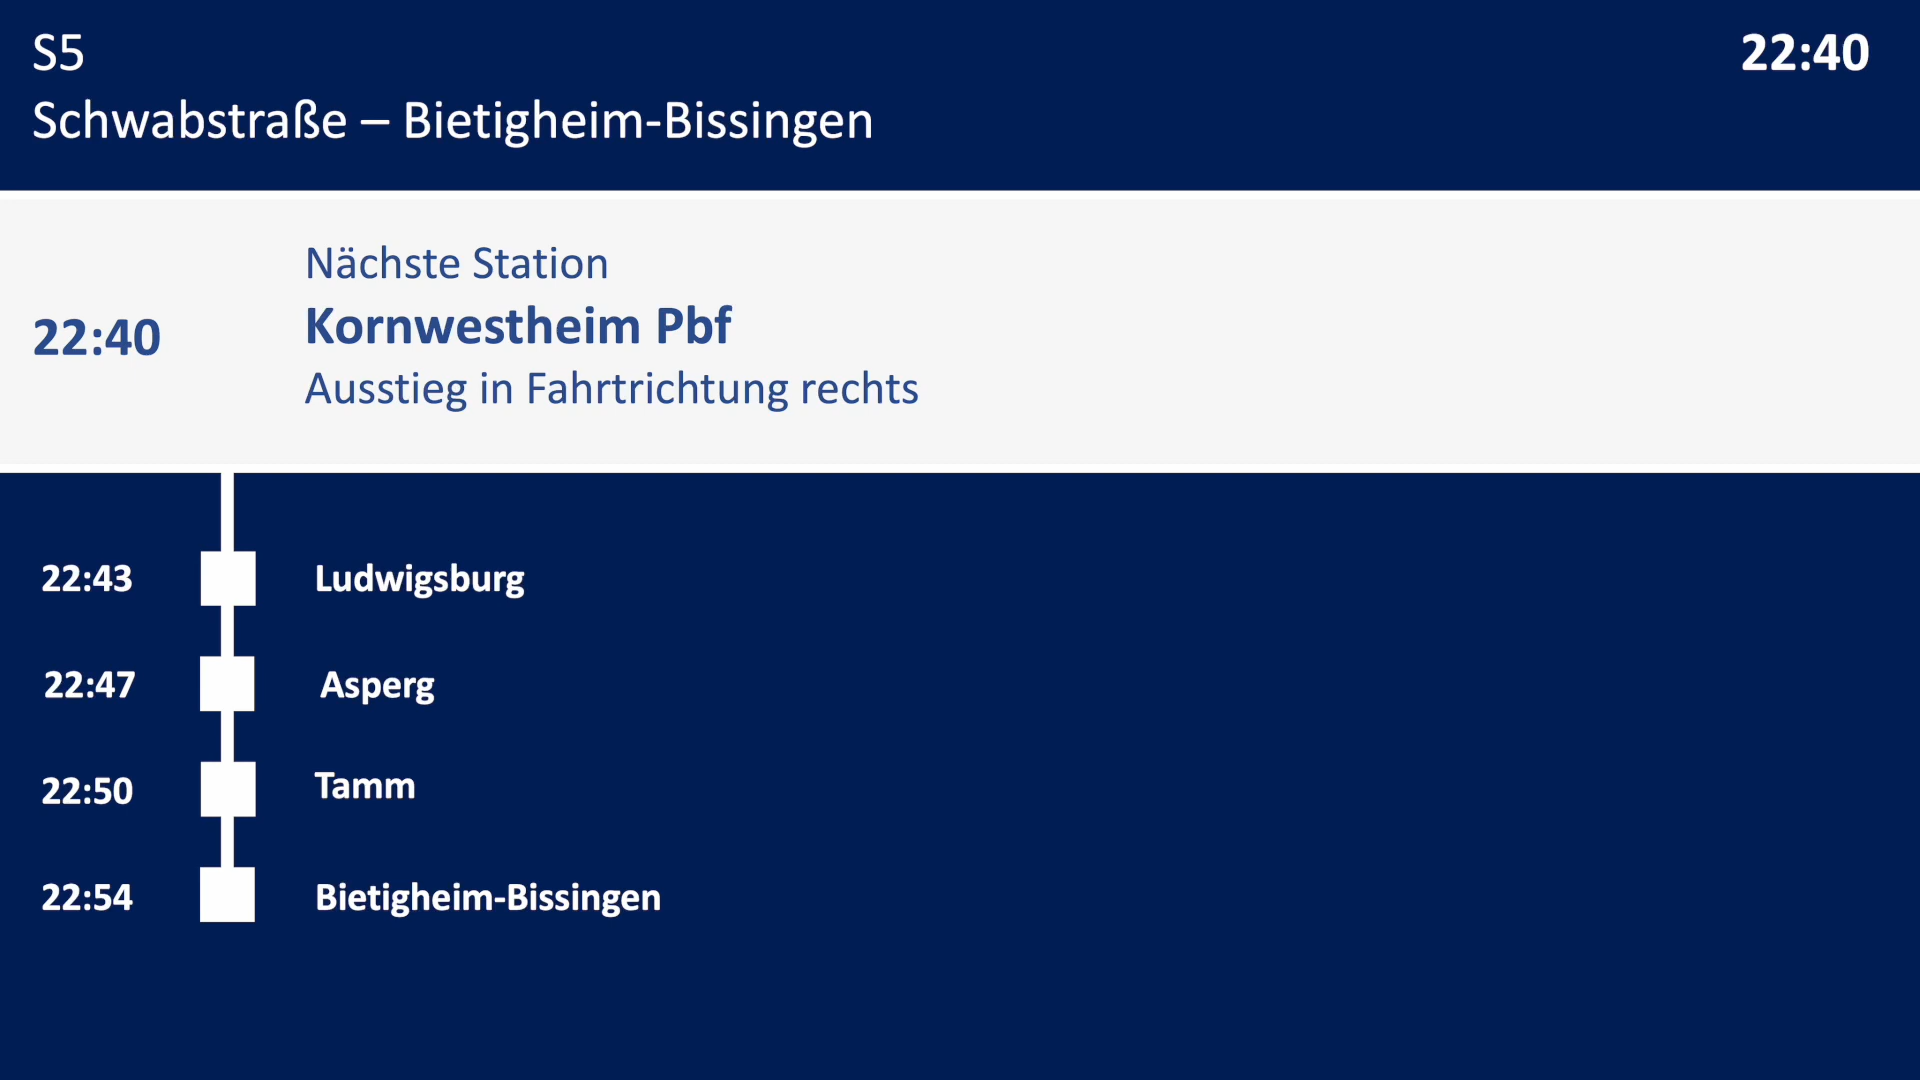 S5
22:40
Schwabstraße – Bietigheim-Bissingen
Nächste Station
22:40
Kornwestheim Pbf
Ausstieg in Fahrtrichtung rechts
22:43 Ludwigsburg
22:47 Asperg
22:50 Tamm
22:54 Bietigheim-Bissingen